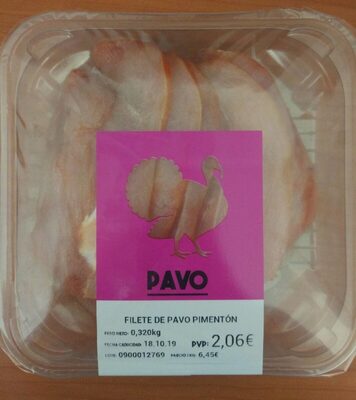 PAVO
FILETE DE PAVO PIMENTÓN
PESO NETO: 0,320kg
FECHA CADUCIDAD: 18.10.19 PVP: 2,06€
LOTE: 0900012769 PRECIO / KG: 6,45€